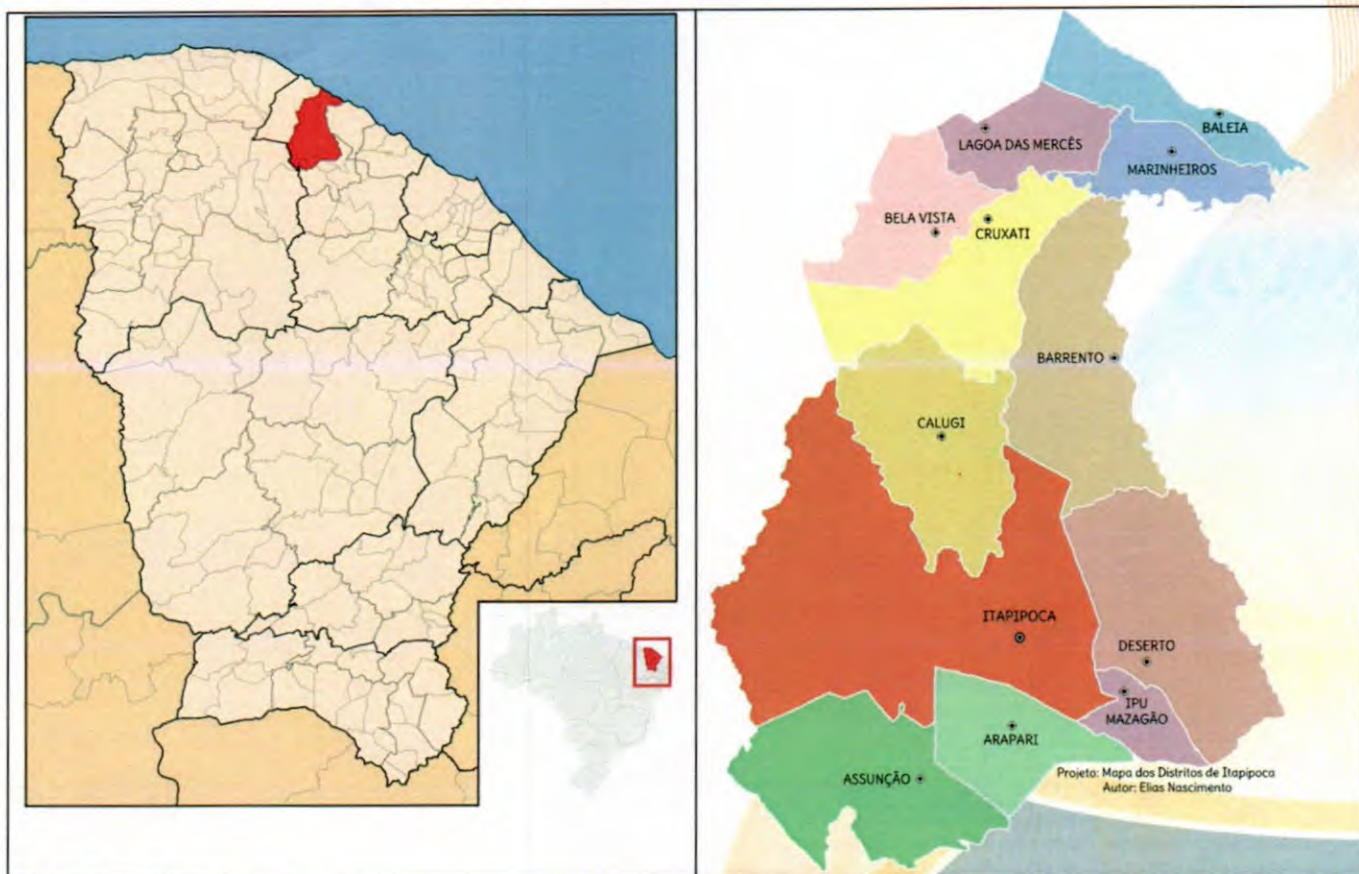 BALEIA
LAGOA DAS MERCÊS
MARINHEIROS
BELA VISTA
CRUXATI
BARRENTO
CALUGI
ITAPIPOCA
DESERTO
IPU
MAZAGÃO
ARAPARI
ASSUNÇÃO
Projeto: Mapa dos Distritos de Itapipoca
Autor: Elias Nascimento